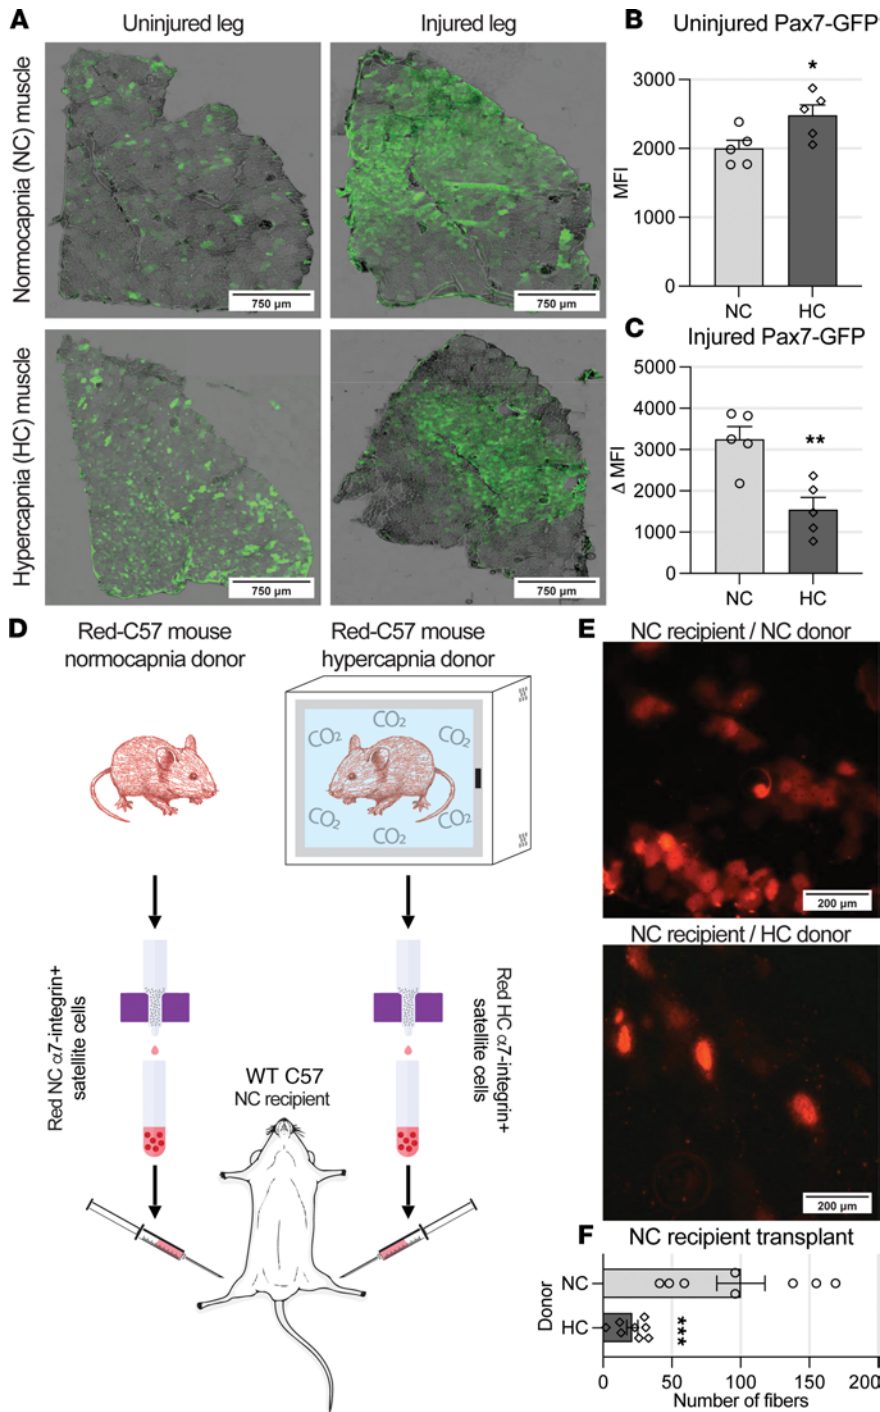 A
Uninjured leg
Injured leg
Normocapnia (NC) muscle
750 µm
750 µm
Hypercapnia (HC) muscle
750 µm
750 µm
B
Uninjured Pax7-GFP
MFI
3000
2000
1000
0
*
NC
HC
C
Injured Pax7-GFP
Δ MFI
5000
4000
3000
2000
1000
0
**
NC
HC
D
Red-C57 mouse
normocapnia donor
Red-C57 mouse
hypercapnia donor
CO2
CO2
CO2
CO2
CO2
CO2
Red NC α7-integrin+
satellite cells
Red HC α7-integrin+
satellite cells
WT C57
NC recipient
E
NC recipient / NC donor
200 µm
NC recipient / HC donor
200 µm
F
NC recipient transplant
Donor
NC
HC
***
0
50
100
150
200
Number of fibers